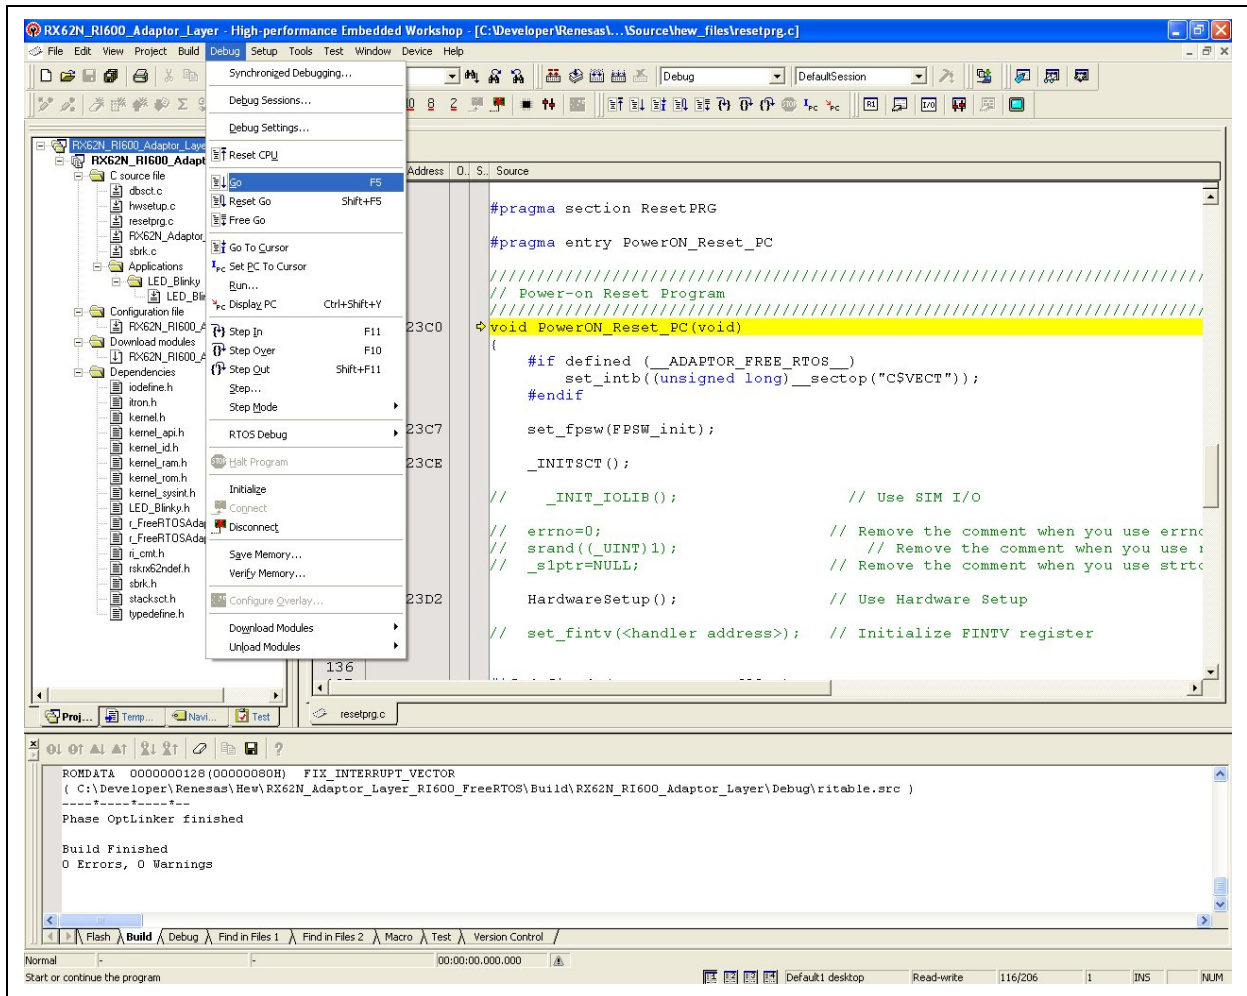 RX62N_RI600_Adaptor_Layer - High-performance Embedded Workshop - [C:\Developer\Renesas\...\Source\hew_files\resetprg.c]
File Edit View Project Build Debug Setup Tools Test Window Device Help
Debug DefaultSession
Synchronized Debugging...
Debug Sessions...
Debug Settings...
Reset CPU
Go F5
Reset Go Shift+F5
Free Go
Go To Cursor
Set PC To Cursor
Run...
Display PC Ctrl+Shift+Y
Step In F11
Step Over F10
Step Out Shift+F11
Step...
Step Mode
RTOS Debug
Halt Program
Initialize
Connect
Disconnect
Save Memory...
Verify Memory...
Configure Overlay...
Download Modules
Unload Modules
RX62N_RI600_Adaptor_Laye
RX62N_RI600_Adapt
C source file
dbsct.c
hwsetup.c
resetprg.c
RX62N_Adaptor_
sbrk.c
Applications
LED_Blinky
LED_Bli
Configuration file
RX62N_RI600_A
Download modules
RX62N_RI600_A
Dependencies
iodefine.h
itron.h
kernel.h
kernel_api.h
kernel_id.h
kernel_ram.h
kernel_rom.h
kernel_sysint.h
LED_Blinky.h
r_FreeRTOSAda
r_FreeRTOSAda
ri_cmt.h
rskrx62ndef.h
sbrk.h
stacksct.h
typedefine.h
Proj... Temp... Navi... Test
Address O.. S.. Source
#pragma section ResetPRG
#pragma entry PowerON_Reset_PC
////////////////////////////////////////////////////////////////////////////
// Power-on Reset Program
////////////////////////////////////////////////////////////////////////////
23C0 void PowerON_Reset_PC(void)
{
#if defined (__ADAPTOR_FREE_RTOS__)
set_intb((unsigned long)__sectop("C$VECT"));
#endif
23C7 set_fpsw(FPSW_init);
23CE _INITSCT();
// _INIT_IOLIB(); // Use SIM I/O
// errno=0; // Remove the comment when you use errno
// srand((_UINT)1); // Remove the comment when you use
// _s1ptr=NULL; // Remove the comment when you use strto
23D2 HardwareSetup(); // Use Hardware Setup
// set_fintv(<handler address>); // Initialize FINTV register
136
resetprg.c
ROMDATA 0000000128(00000080H) FIX_INTERRUPT_VECTOR
( C:\Developer\Renesas\Hew\RX62N_Adaptor_Layer_RI600_FreeRTOS\Build\RX62N_RI600_Adaptor_Layer\Debug\ritable.src )
----*----*----*--
Phase OptLinker finished
Build Finished
0 Errors, 0 Warnings
Flash Build Debug Find in Files 1 Find in Files 2 Macro Test Version Control
Normal - - 00:00:00.000.000
Start or continue the program Default1 desktop Read-write 116/206 1 INS NUM